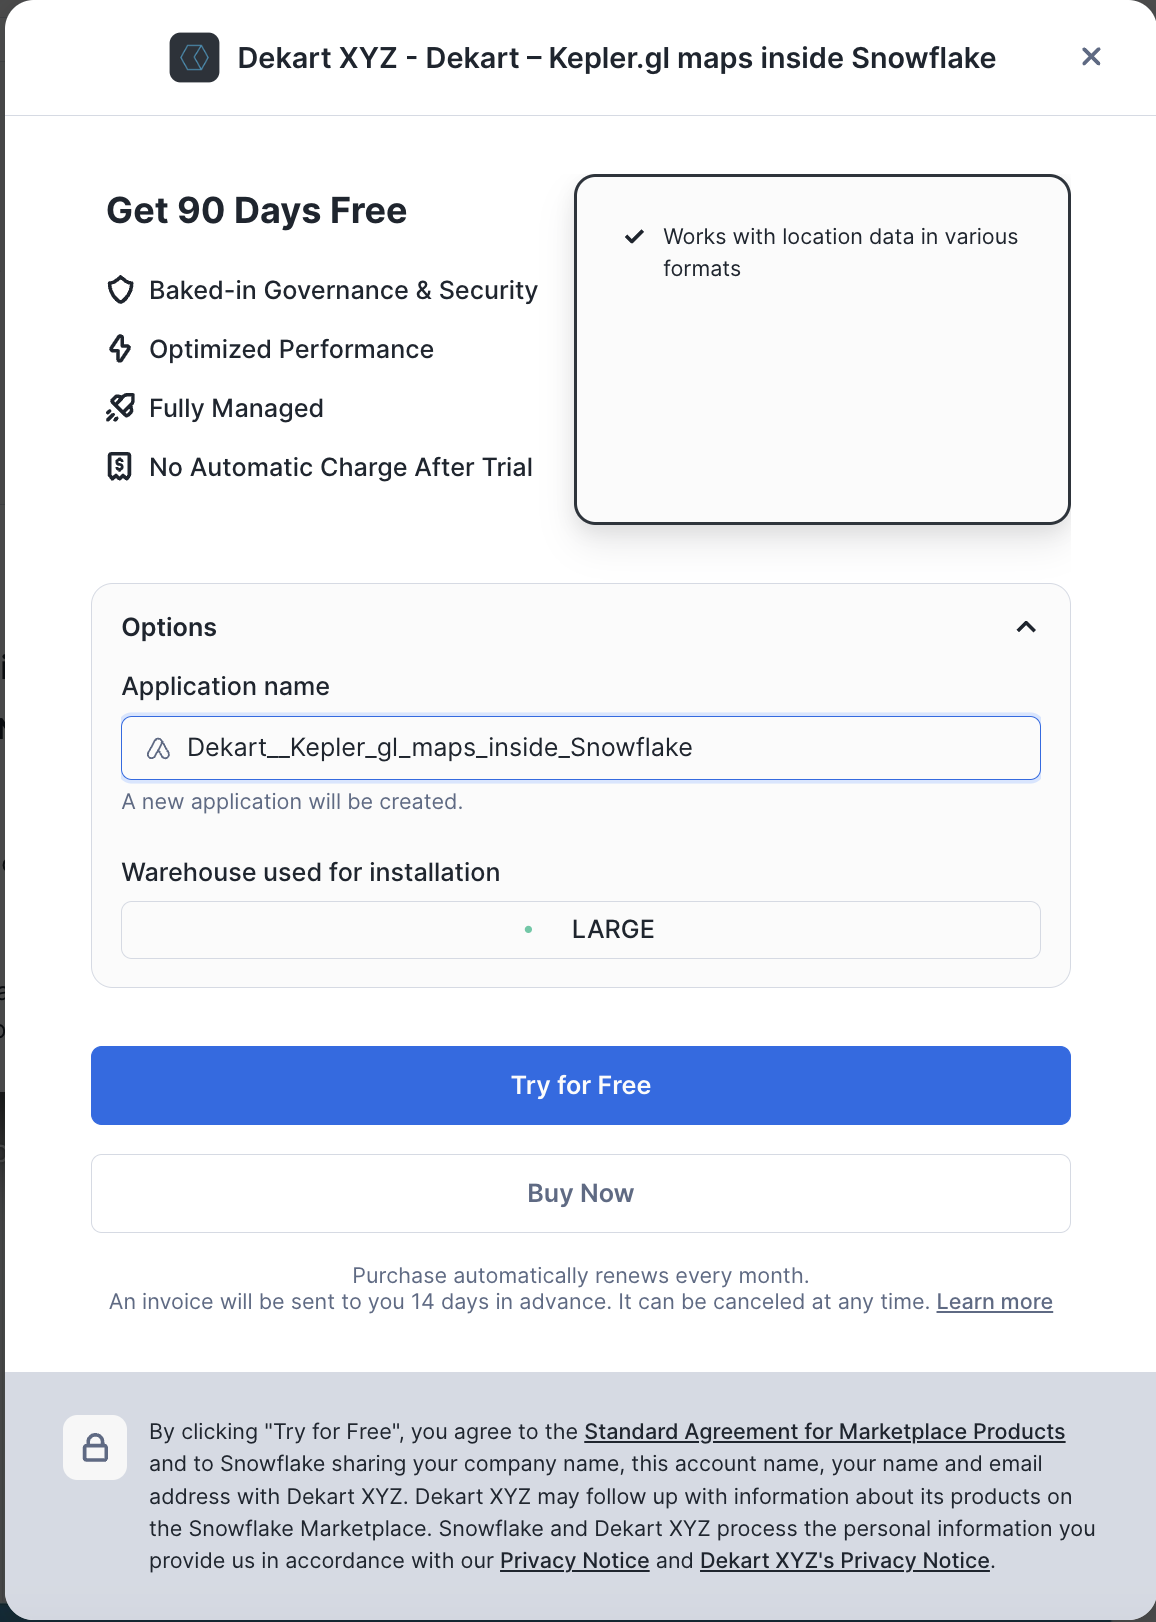 Dekart XYZ - Dekart – Kepler.gl maps inside Snowflake
Get 90 Days Free
Baked-in Governance & Security
Optimized Performance
Fully Managed
No Automatic Charge After Trial
Works with location data in various
formats
Options
Application name
Dekart__Kepler_gl_maps_inside_Snowflake
A new application will be created.
Warehouse used for installation
LARGE
Try for Free
Buy Now
Purchase automatically renews every month.
An invoice will be sent to you 14 days in advance. It can be canceled at any time. Learn more
By clicking "Try for Free", you agree to the Standard Agreement for Marketplace Products
and to Snowflake sharing your company name, this account name, your name and email
address with Dekart XYZ. Dekart XYZ may follow up with information about its products on
the Snowflake Marketplace. Snowflake and Dekart XYZ process the personal information you
provide us in accordance with our Privacy Notice and Dekart XYZ's Privacy Notice.